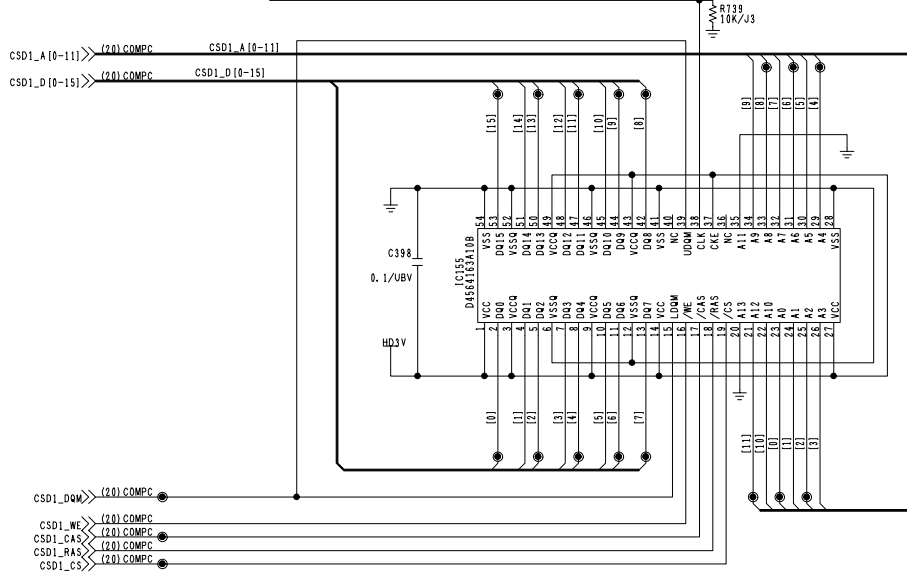 R739
10K/J3
CSD1_A[0-11] (20) COMPC CSD1_A[0-11]
CSD1_D[0-15] (20) COMPC CSD1_D[0-15]
[15] [14] [13] [12] [11] [10] [9] [8] [9] [8] [7] [6] [5] [4]
54 53 52 51 50 49 48 47 46 45 44 43 42 41 40 39 38 37 36 35 34 33 32 31 30 29 28
VSS DQ15 VSSQ DQ14 DQ13 VCCQ DQ12 DQ11 VSSQ DQ10 DQ9 VCCQ DQ8 VSS NC UDQM CLK CKE NC A11 A9 A8 A7 A6 A5 A4 VSS
C398
0.1/UBV
IC155
D4564163A10B
VCC DQ0 VCCQ DQ1 DQ2 VSSQ DQ3 DQ4 VCCQ DQ5 DQ6 VSSQ DQ7 VCC LDQM /WE /CAS /RAS /CS A13 A12 A10 A0 A1 A2 A3 VCC
1 2 3 4 5 6 7 8 9 10 11 12 13 14 15 16 17 18 19 20 21 22 23 24 25 26 27
HD3V
[0] [1] [2] [3] [4] [5] [6] [7] [11] [10] [0] [1] [2] [3]
CSD1_DQM (20) COMPC
CSD1_WE (20) COMPC
CSD1_CAS (20) COMPC
CSD1_RAS (20) COMPC
CSD1_CS (20) COMPC